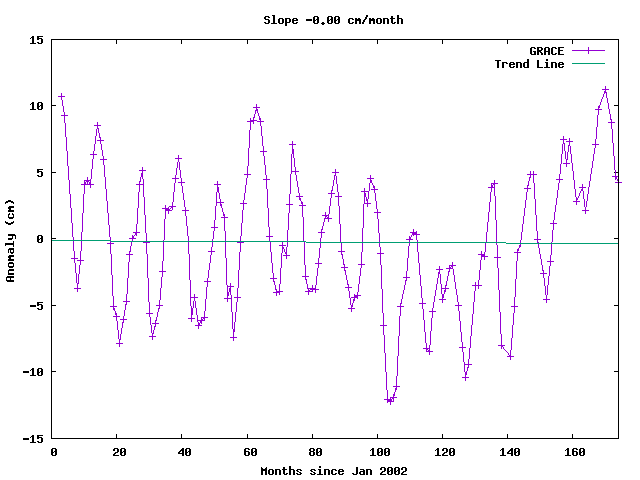 Slope -0.00 cm/month
GRACE
Trend Line
15
10
5
0
-5
-10
-15
Anomaly (cm)
0 20 40 60 80 100 120 140 160
Months since Jan 2002